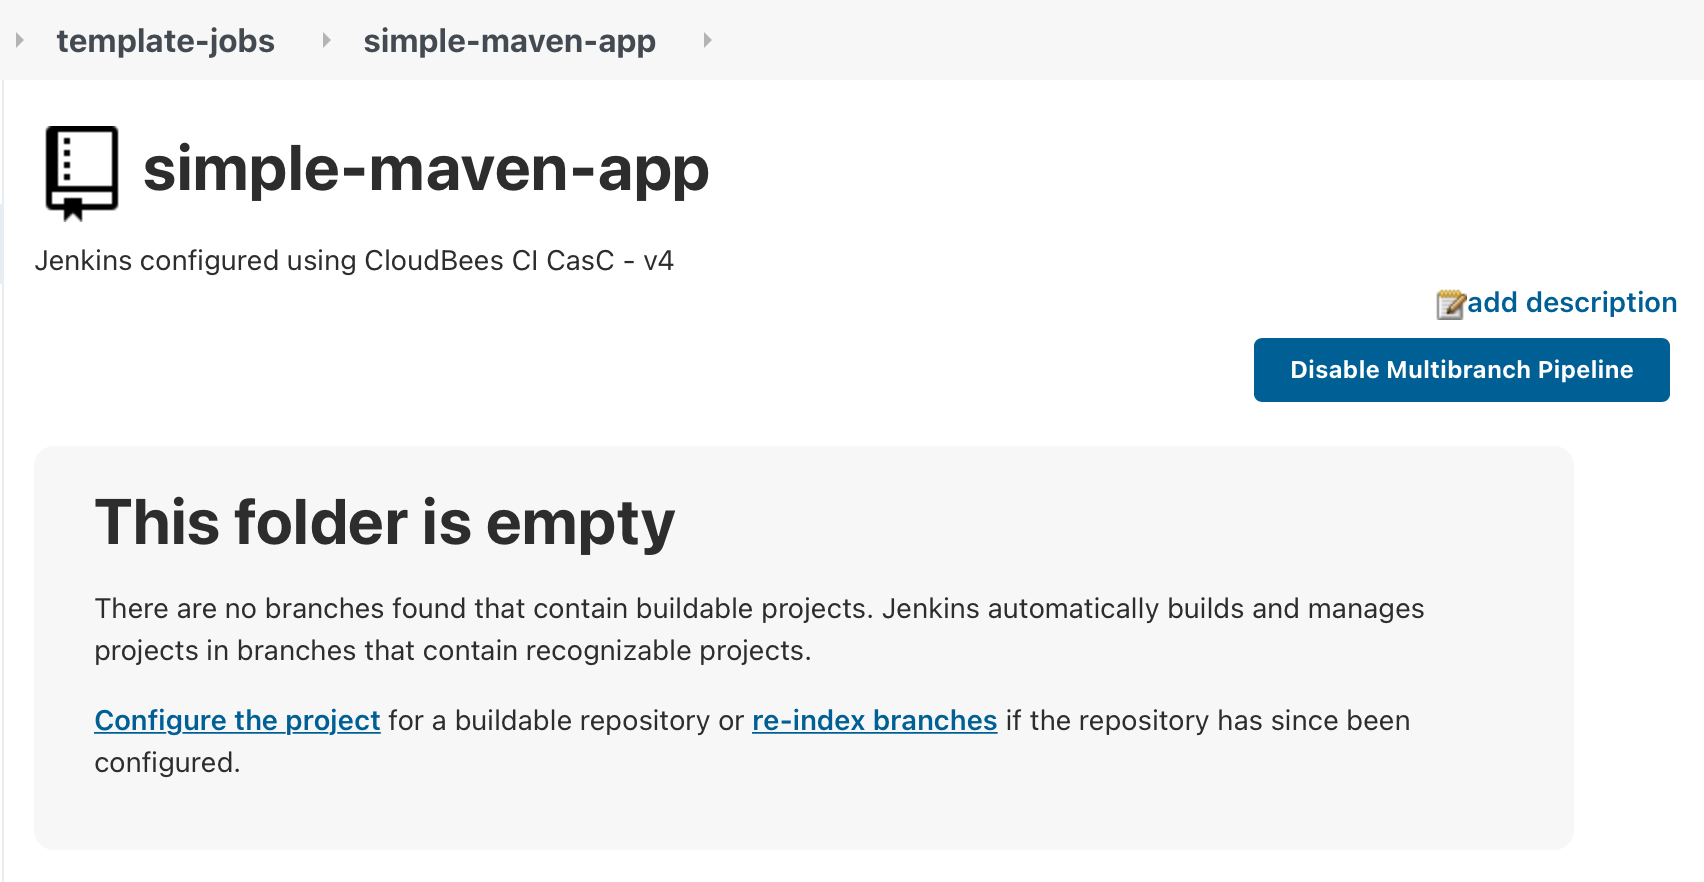 template-jobs simple-maven-app
simple-maven-app
Jenkins configured using CloudBees CI CasC - v4
add description
Disable Multibranch Pipeline
This folder is empty
There are no branches found that contain buildable projects. Jenkins automatically builds and manages
projects in branches that contain recognizable projects.
Configure the project for a buildable repository or re-index branches if the repository has since been
configured.